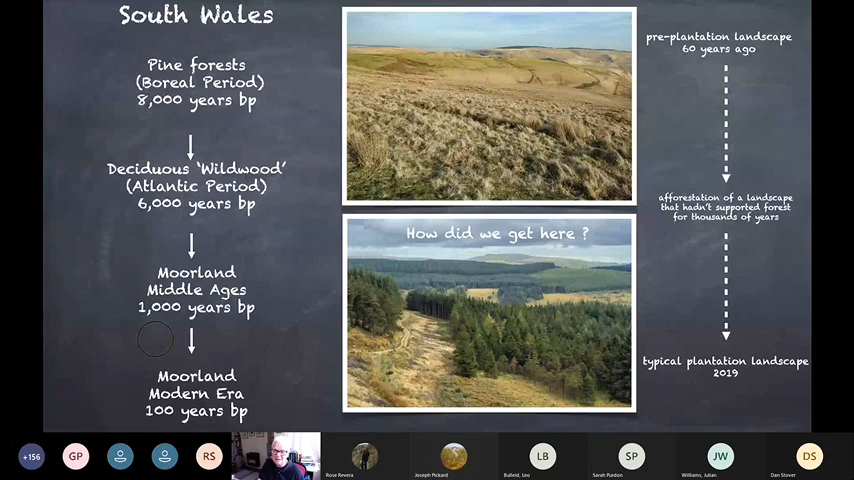 South Wales
Pine forests
(Boreal Period)
8,000 years bp
Deciduous 'Wildwood'
(Atlantic Period)
6,000 years bp
Moorland
Middle Ages
1,000 years bp
Moorland
Modern Era
100 years bp
How did we get here ?
pre-plantation landscape
60 years ago
afforestation of a landscape
that hadn't supported forest
for thousands of years
typical plantation landscape
2019
+156
GP
RS
Rose Revera
Joseph Pickard
LB
Bulleid, Leo
SP
Sarah Purdon
JW
Williams, Julian
DS
Dan Stover